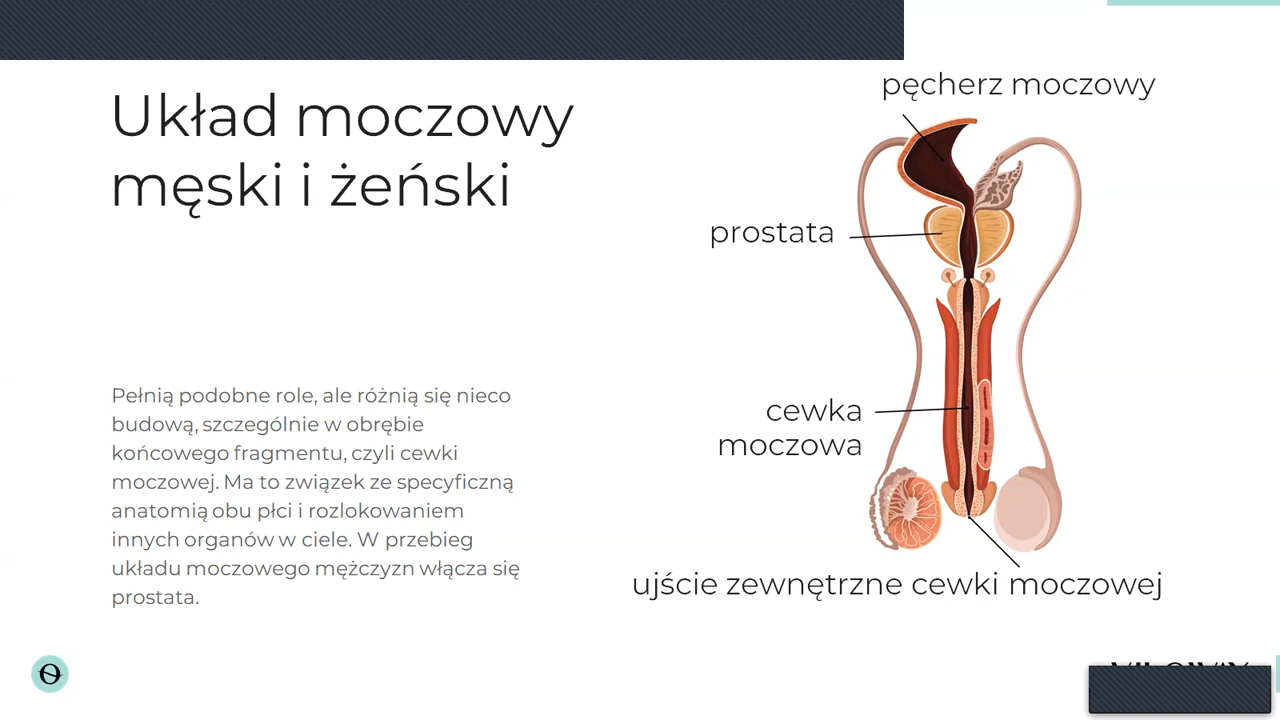 Układ moczowy
męski i żeński
Pełnią podobne role, ale różnią się nieco
budową, szczególnie w obrębie
końcowego fragmentu, czyli cewki
moczowej. Ma to związek ze specyficzną
anatomią obu płci i rozlokowaniem
innych organów w ciele. W przebieg
układu moczowego mężczyzn włącza się
prostata.
pęcherz moczowy
prostata
cewka
moczowa
ujście zewnętrzne cewki moczowej